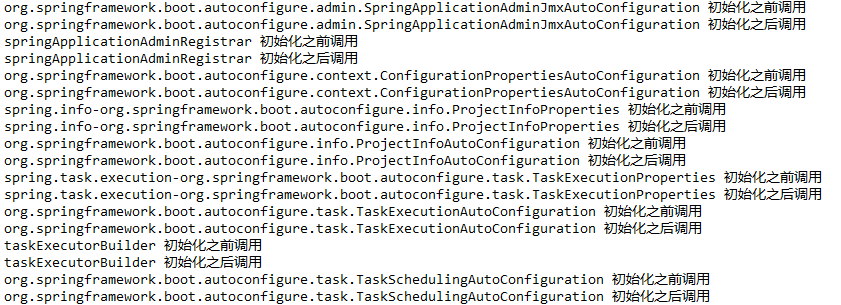 org.springframework.boot.autoconfigure.admin.SpringApplicationAdminJmxAutoConfiguration 初始化之前调用
org.springframework.boot.autoconfigure.admin.SpringApplicationAdminJmxAutoConfiguration 初始化之后调用
springApplicationAdminRegistrar 初始化之前调用
springApplicationAdminRegistrar 初始化之后调用
org.springframework.boot.autoconfigure.context.ConfigurationPropertiesAutoConfiguration 初始化之前调用
org.springframework.boot.autoconfigure.context.ConfigurationPropertiesAutoConfiguration 初始化之后调用
spring.info-org.springframework.boot.autoconfigure.info.ProjectInfoProperties 初始化之前调用
spring.info-org.springframework.boot.autoconfigure.info.ProjectInfoProperties 初始化之后调用
org.springframework.boot.autoconfigure.info.ProjectInfoAutoConfiguration 初始化之前调用
org.springframework.boot.autoconfigure.info.ProjectInfoAutoConfiguration 初始化之后调用
spring.task.execution-org.springframework.boot.autoconfigure.task.TaskExecutionProperties 初始化之前调用
spring.task.execution-org.springframework.boot.autoconfigure.task.TaskExecutionProperties 初始化之后调用
org.springframework.boot.autoconfigure.task.TaskExecutionAutoConfiguration 初始化之前调用
org.springframework.boot.autoconfigure.task.TaskExecutionAutoConfiguration 初始化之后调用
taskExecutorBuilder 初始化之前调用
taskExecutorBuilder 初始化之后调用
org.springframework.boot.autoconfigure.task.TaskSchedulingAutoConfiguration 初始化之前调用
org.springframework.boot.autoconfigure.task.TaskSchedulingAutoConfiguration 初始化之后调用